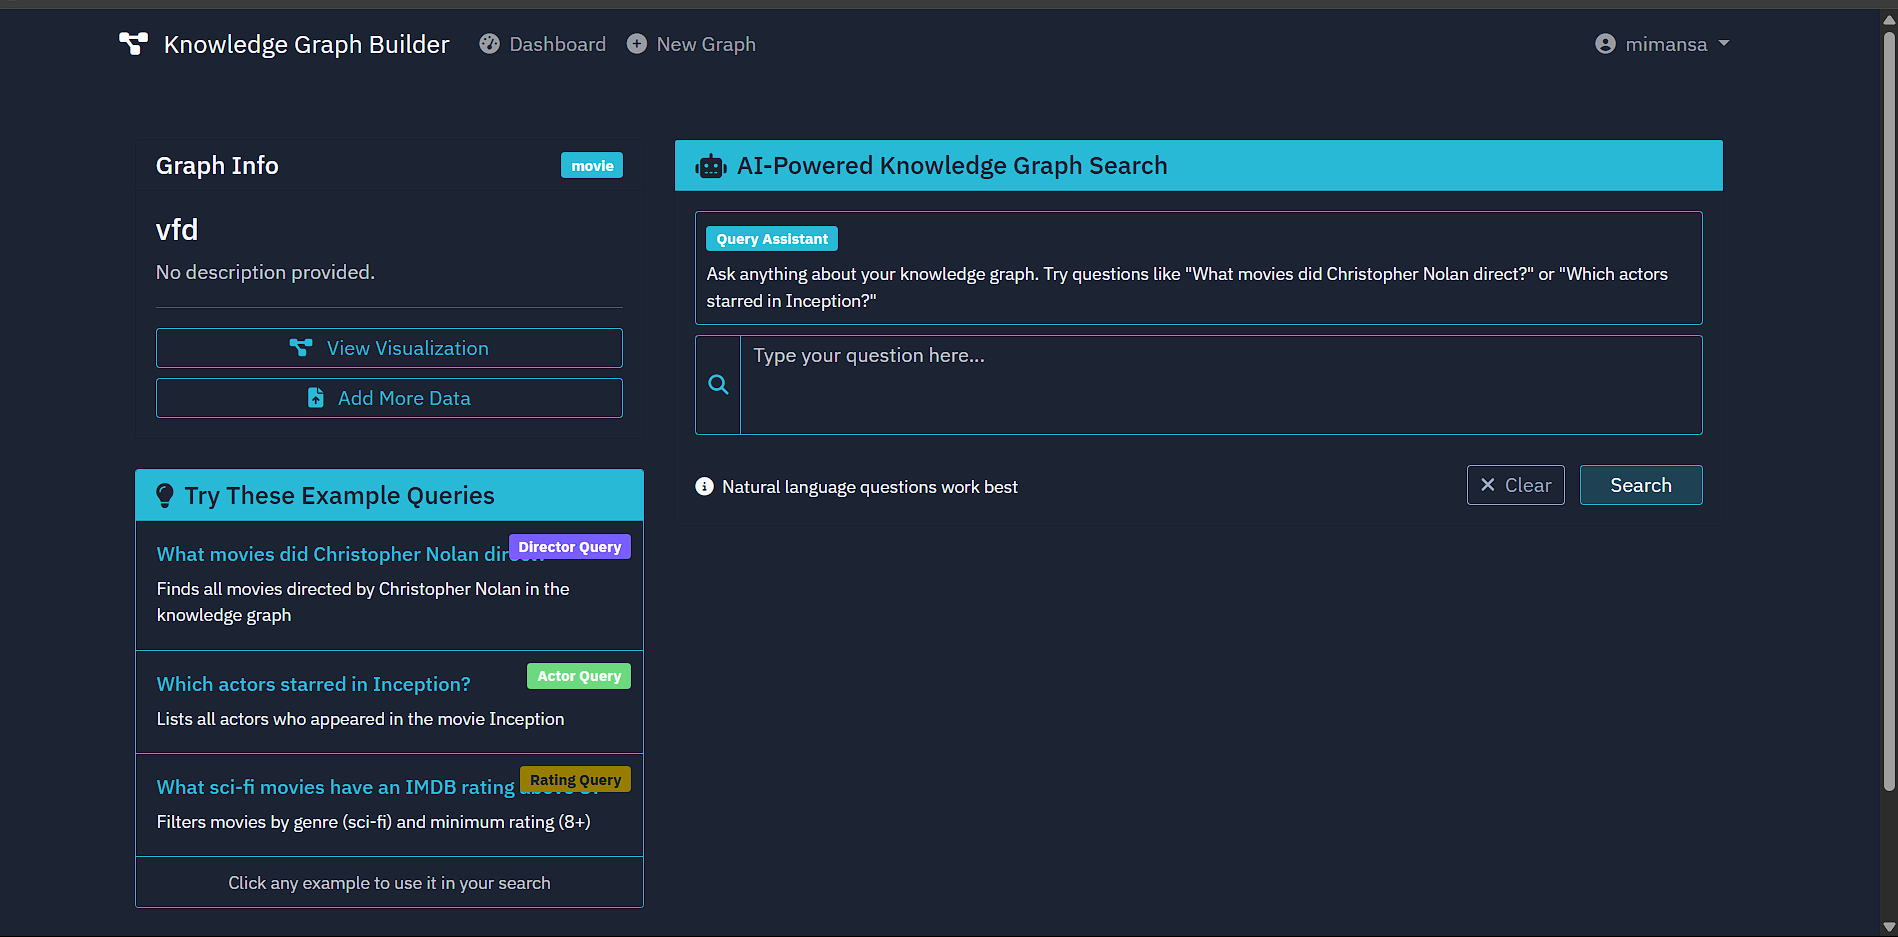 Knowledge Graph Builder Dashboard New Graph mimansa
Graph Info movie
vfd
No description provided.
View Visualization
Add More Data
Try These Example Queries
What movies did Christopher Nolan Director Query
Finds all movies directed by Christopher Nolan in the
knowledge graph
Which actors starred in Inception? Actor Query
Lists all actors who appeared in the movie Inception
What sci-fi movies have an IMDB rating Rating Query
Filters movies by genre (sci-fi) and minimum rating (8+)
Click any example to use it in your search
AI-Powered Knowledge Graph Search
Query Assistant
Ask anything about your knowledge graph. Try questions like "What movies did Christopher Nolan direct?" or "Which actors
starred in Inception?"
Type your question here...
Natural language questions work best Clear Search